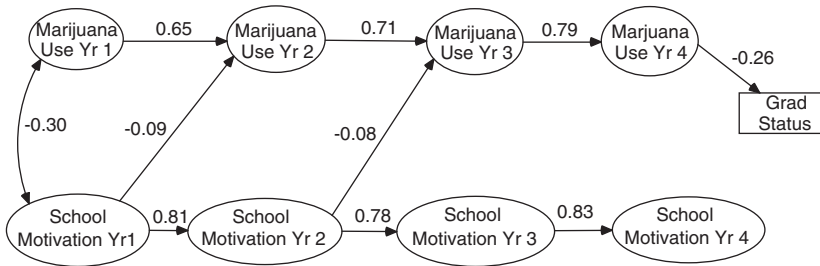 Marijuana
Use Yr 1
0.65
Marijuana
Use Yr 2
0.71
Marijuana
Use Yr 3
0.79
Marjuana
Use Yr 4
-0.26
Grad
Status
-0.30
-0.09
-0.08
School
Motivation Yr1
0.81
School
Motivation Yr 2
0.78
School
Motivation Yr 3
0.83
School
Motivation Yr 4